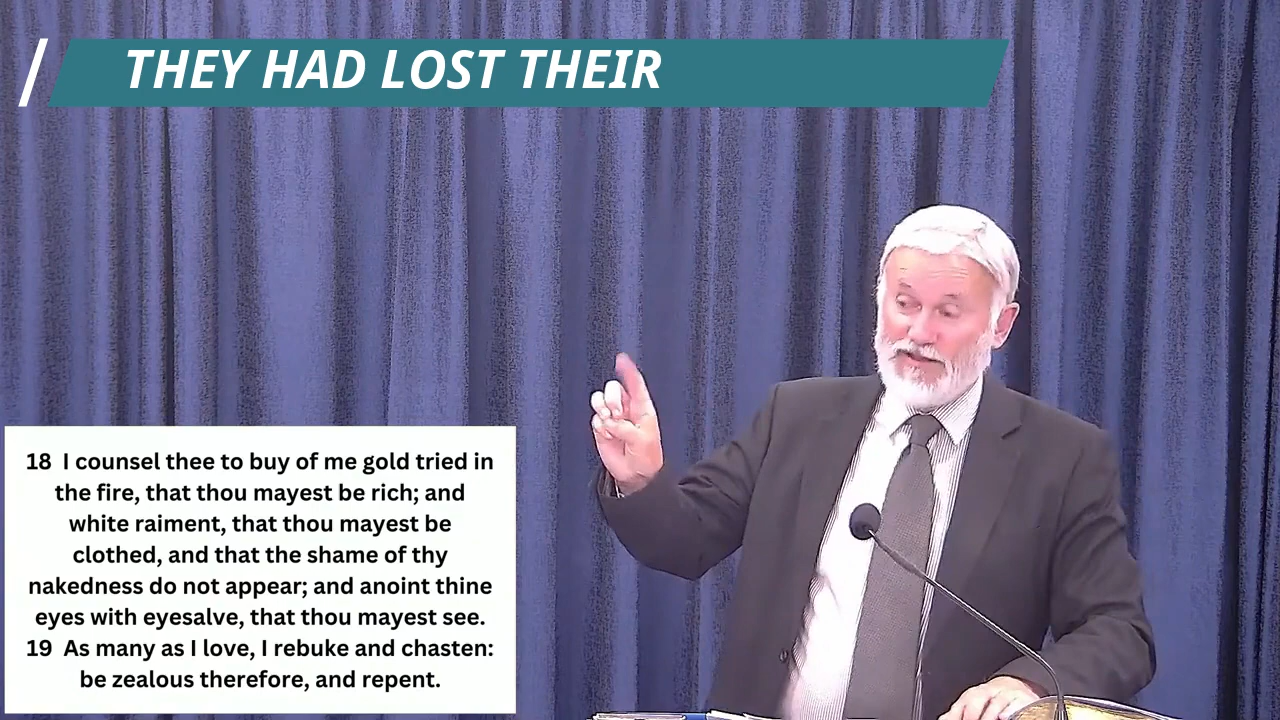 THEY HAD LOST THEIR
18 I counsel thee to buy of me gold tried in
the fire, that thou mayest be rich; and
white raiment, that thou mayest be
clothed, and that the shame of thy
nakedness do not appear; and anoint thine
eyes with eyesalve, that thou mayest see.
19 As many as I love, I rebuke and chasten:
be zealous therefore, and repent.